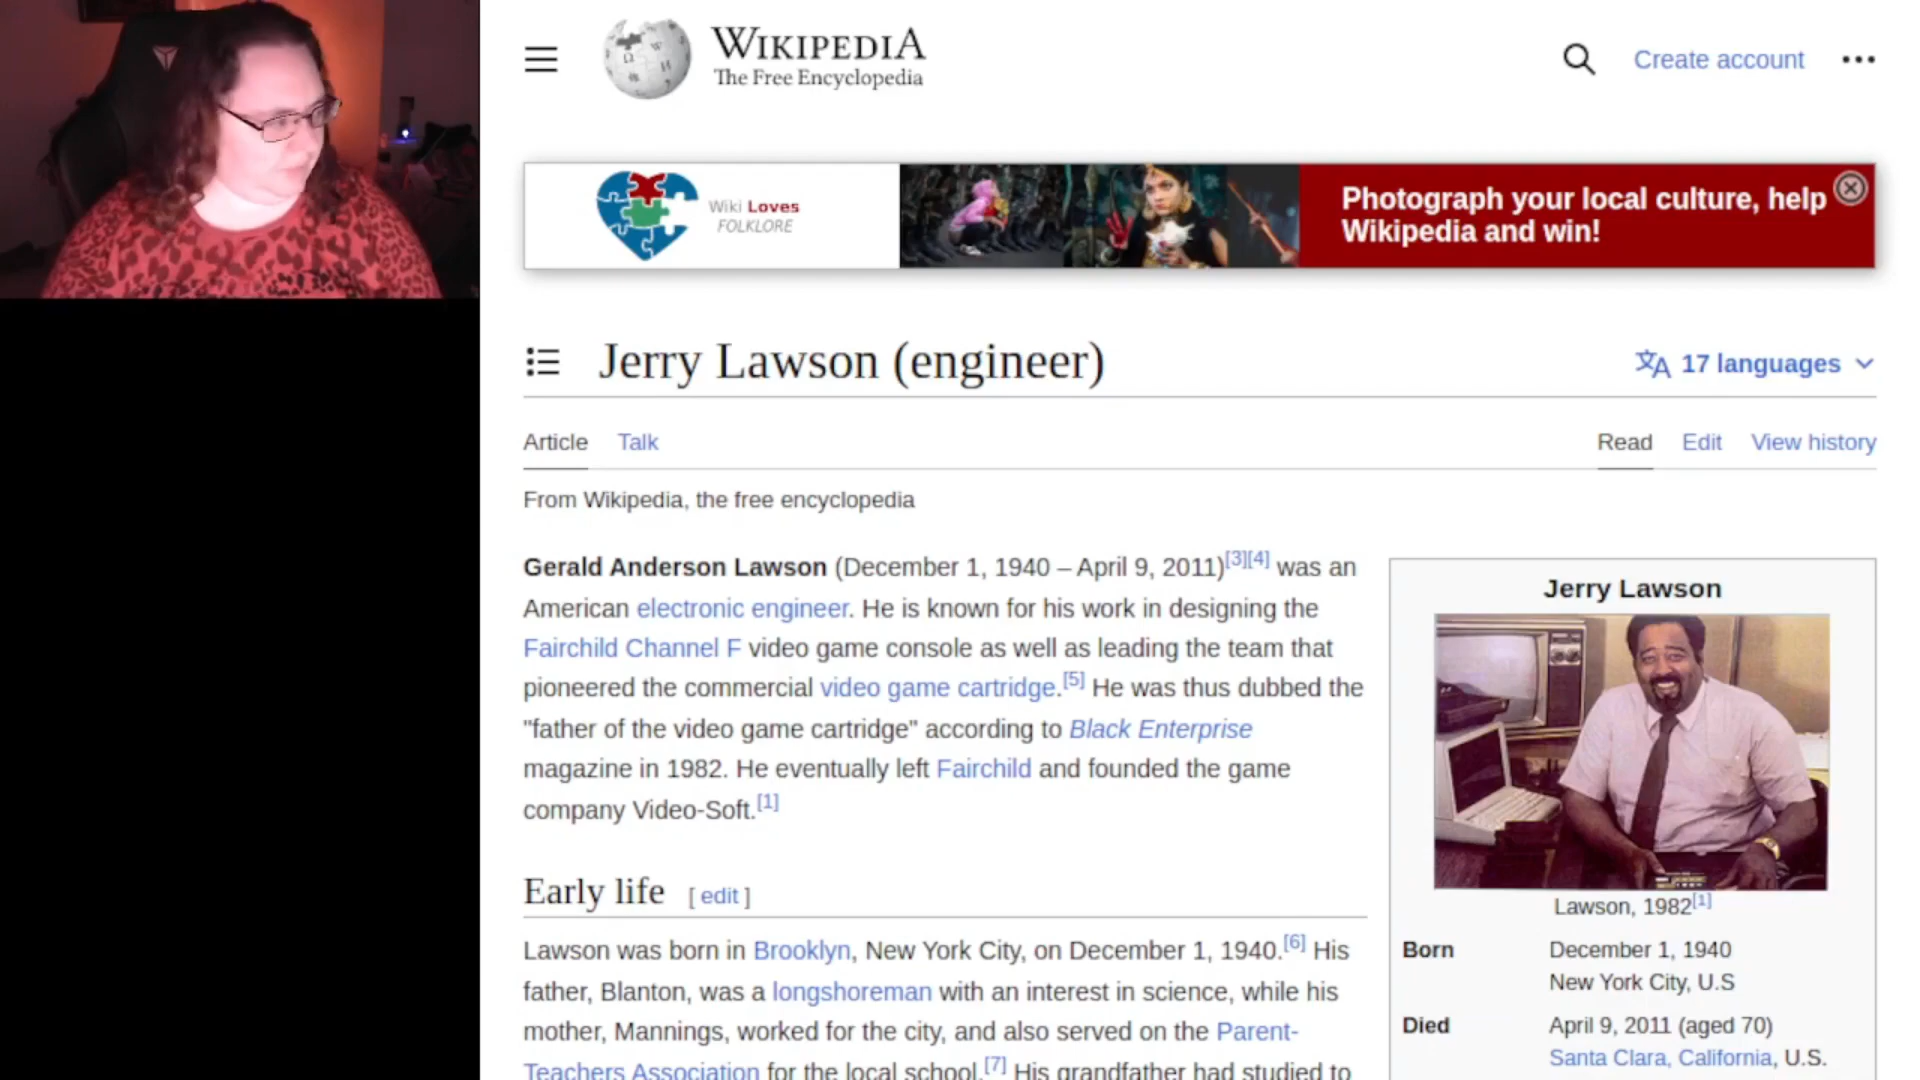 WIKIPEDIA
The Free Encyclopedia
Create account
Wiki Loves
FOLKLORE
Photograph your local culture, help
Wikipedia and win!
Jerry Lawson (engineer)
17 languages
Article Talk
Read Edit View history
From Wikipedia, the free encyclopedia
Gerald Anderson Lawson (December 1, 1940 – April 9, 2011)[3][4] was an
American electronic engineer. He is known for his work in designing the
Fairchild Channel F video game console as well as leading the team that
pioneered the commercial video game cartridge.[5] He was thus dubbed the
"father of the video game cartridge" according to Black Enterprise
magazine in 1982. He eventually left Fairchild and founded the game
company Video-Soft.[1]
Early life [ edit ]
Lawson was born in Brooklyn, New York City, on December 1, 1940.[6] His
father, Blanton, was a longshoreman with an interest in science, while his
mother, Mannings, worked for the city, and also served on the Parent-
Teachers Association for the local school.[7] His grandfather had studied to
Jerry Lawson
Lawson, 1982[1]
Born December 1, 1940
New York City, U.S
Died April 9, 2011 (aged 70)
Santa Clara, California, U.S.